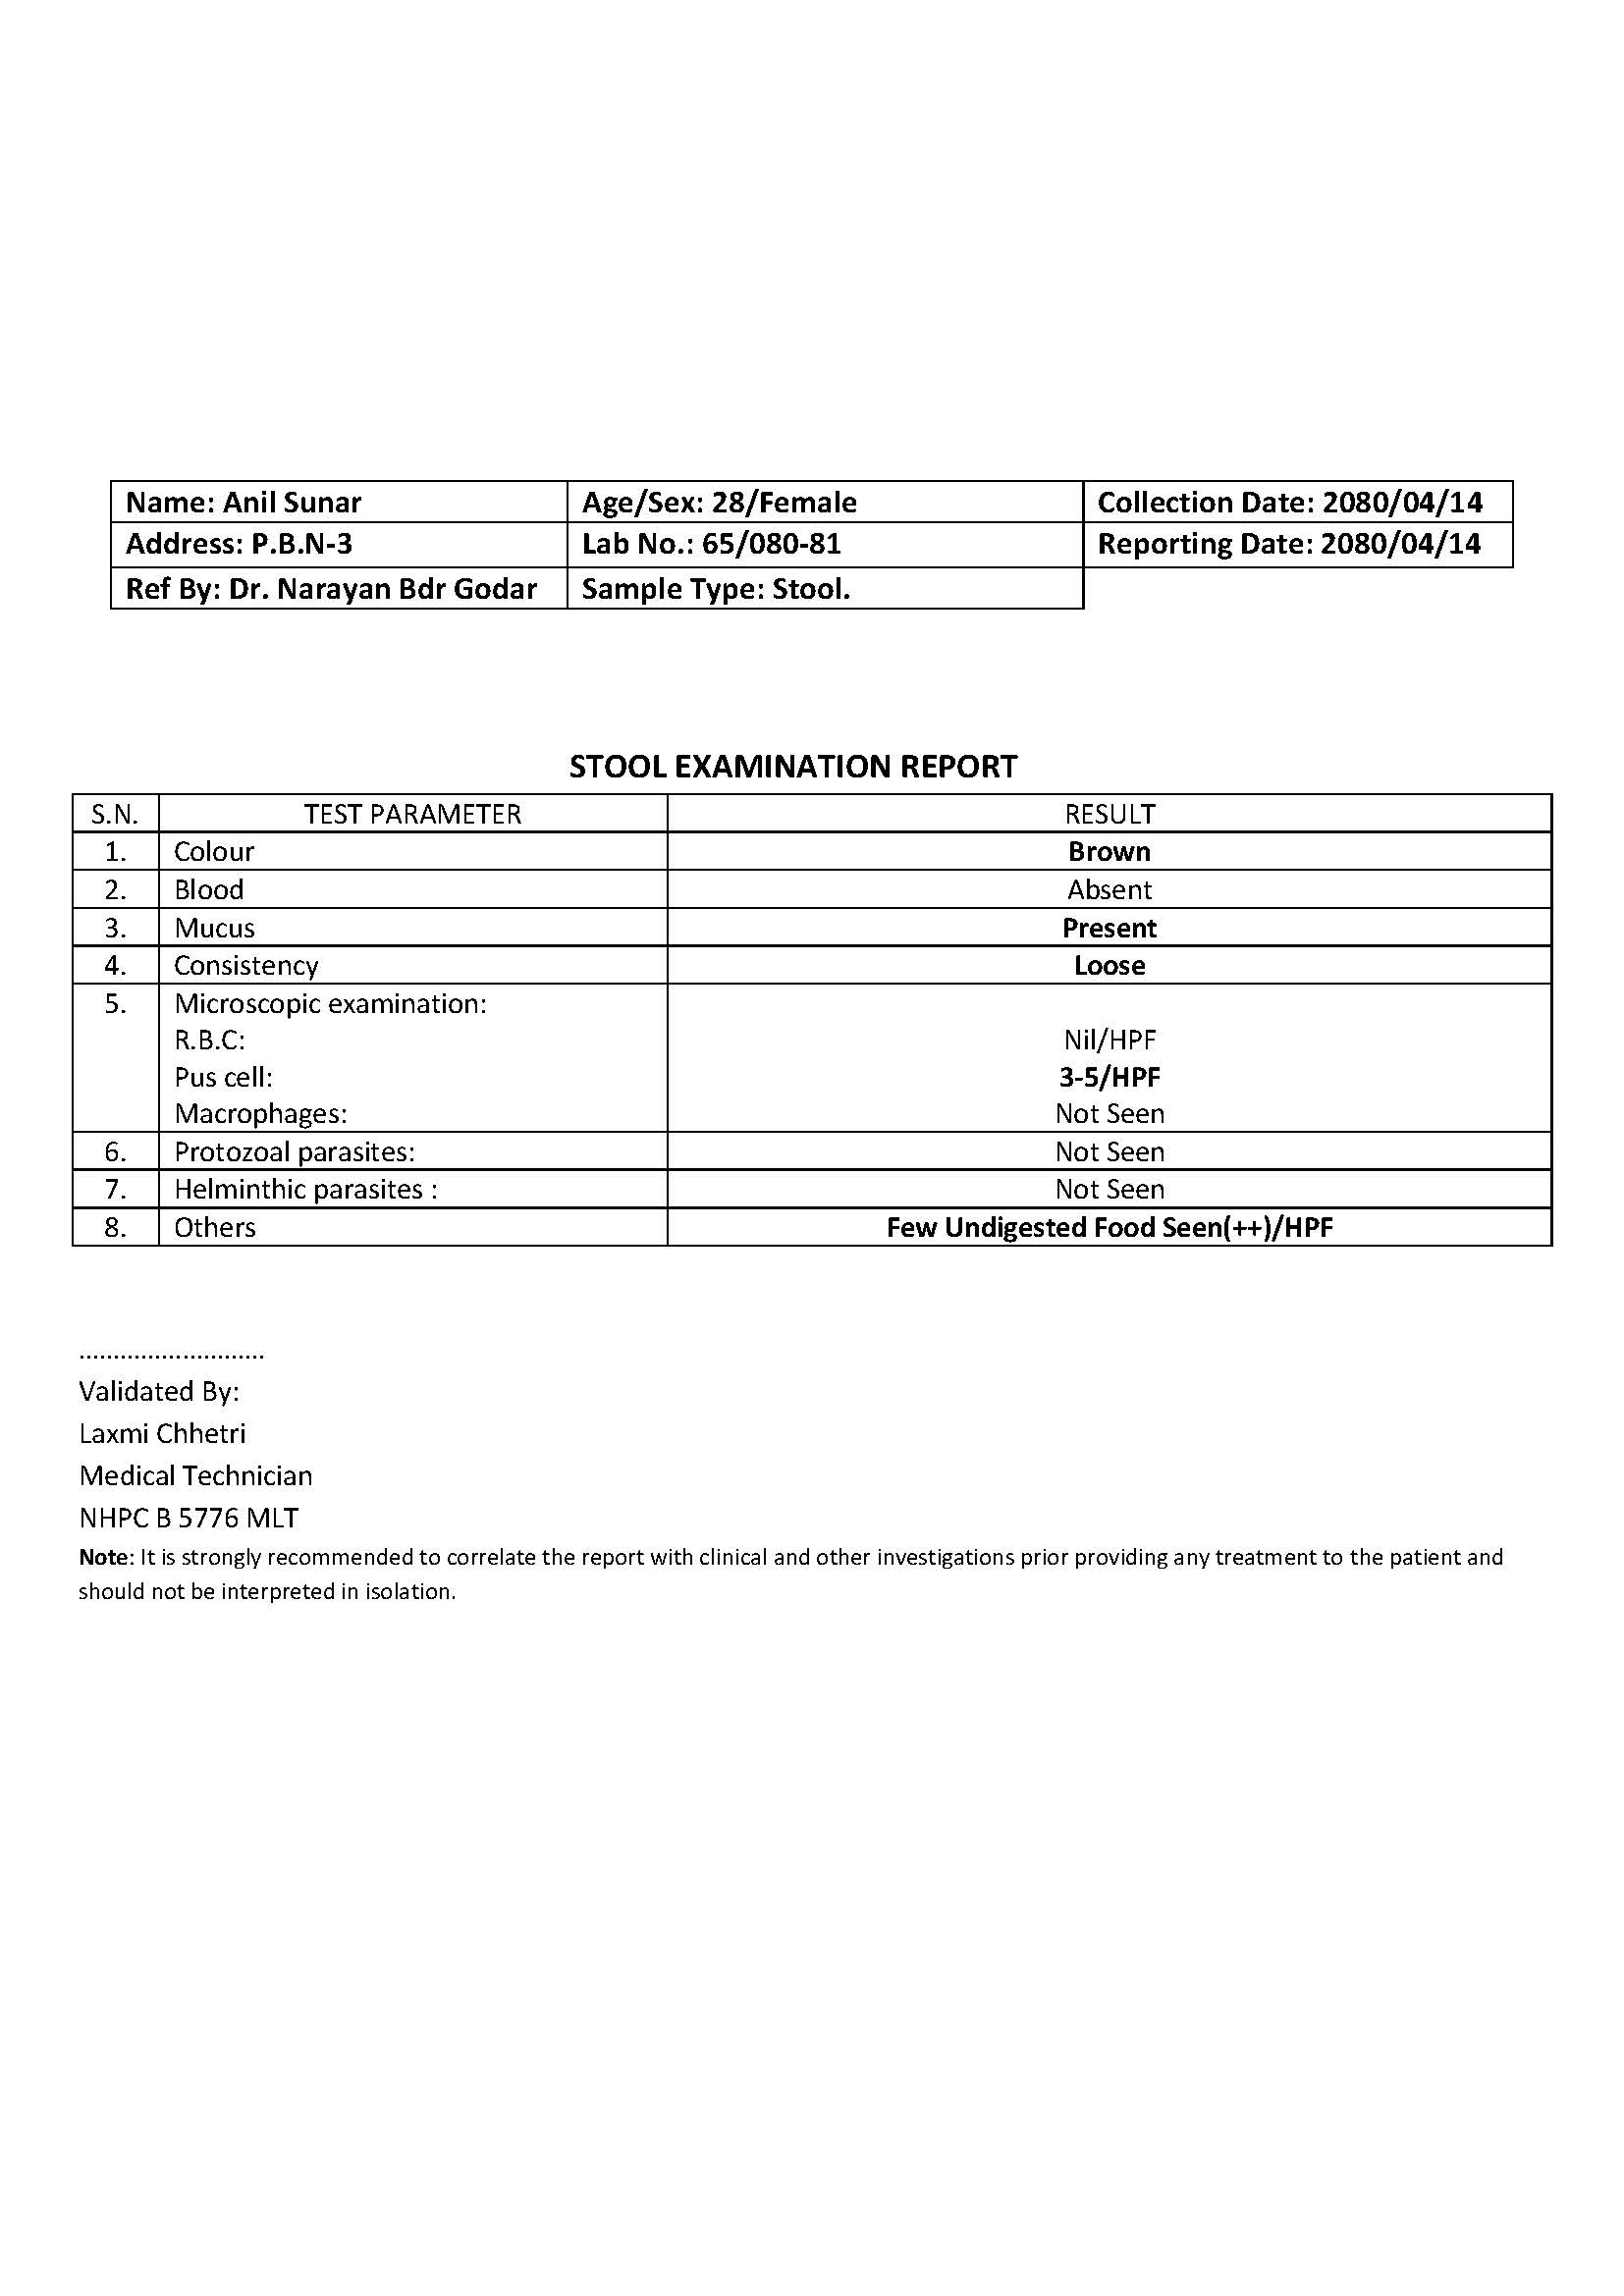 Name: Anil Sunar Age/Sex: 28/Female Collection Date: 2080/04/14
Address: P.B.N-3 Lab No.: 65/080-81 Reporting Date: 2080/04/14
Ref By: Dr. Narayan Bdr Godar Sample Type: Stool.
STOOL EXAMINATION REPORT
S.N. TEST PARAMETER RESULT
1. Colour Brown
2. Blood Absent
3. Mucus Present
4. Consistency Loose
5. Microscopic examination:
R.B.C: Nil/HPF
Pus cell: 3-5/HPF
Macrophages: Not Seen
6. Protozoal parasites: Not Seen
7. Helminthic parasites : Not Seen
8. Others Few Undigested Food Seen(++)/HPF
...........................
Validated By:
Laxmi Chhetri
Medical Technician
NHPC B 5776 MLT
Note: It is strongly recommended to correlate the report with clinical and other investigations prior providing any treatment to the patient and
should not be interpreted in isolation.